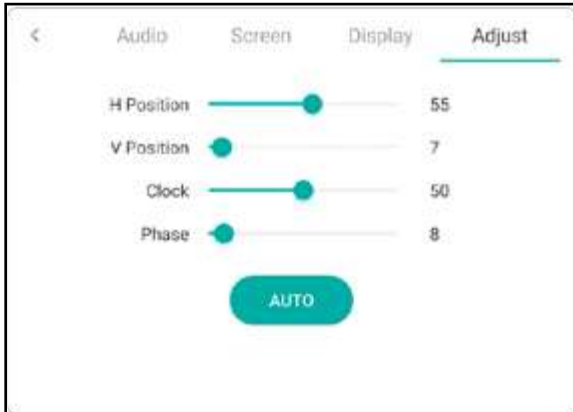 < Audio Screen Display Adjust
H Position 55
V Position 7
Clock 50
Phase 8
AUTO